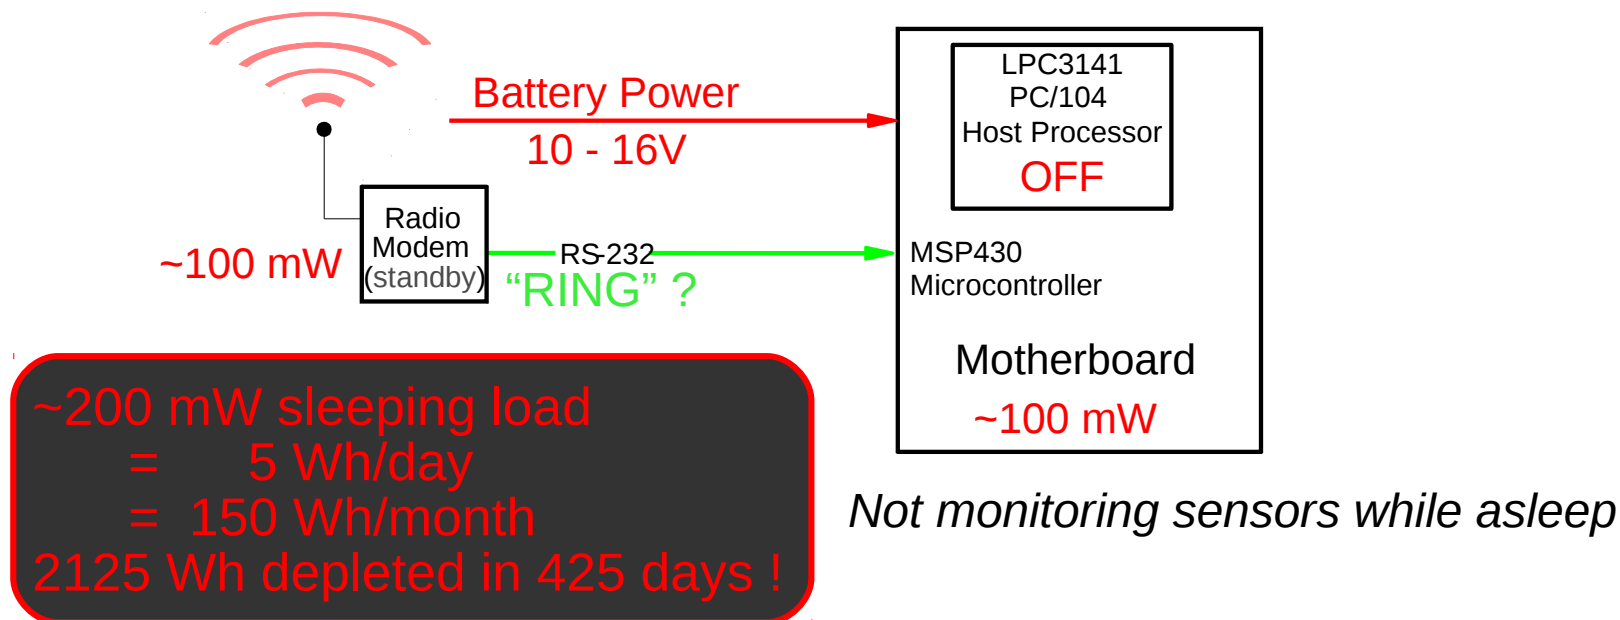 Battery Power
10 - 16V
LPC3141
PC/104
Host Processor
OFF
Radio
Modem
(standby)
~100 mW
RS-232
“RING” ?
MSP430
Microcontroller
Motherboard
~100 mW
~200 mW sleeping load
= 5 Wh/day
= 150 Wh/month
2125 Wh depleted in 425 days !
Not monitoring sensors while asleep